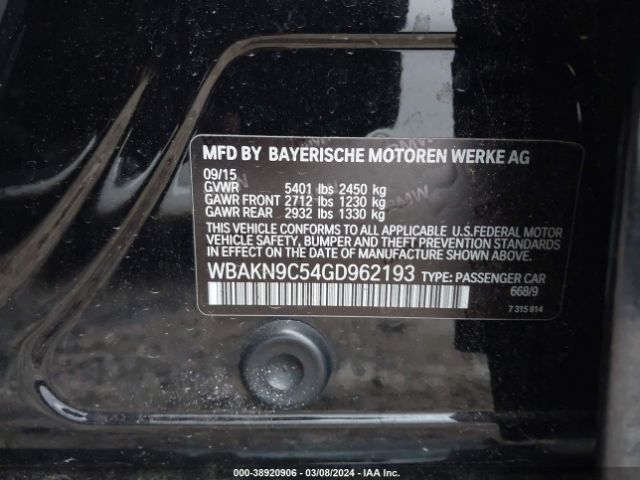 MFD BY BAYERISCHE MOTOREN WERKE AG
09/15
GVWR 5401 lbs 2450 kg
GAWR FRONT 2712 lbs 1230 kg
GAWR REAR 2932 lbs 1330 kg
THIS VEHICLE CONFORMS TO ALL APPLICABLE U.S.FEDERAL MOTOR
VEHICLE SAFETY, BUMPER AND THEFT PREVENTION
STANDARDS IN EFFECT ON THE
DATE OF MANUFACTURE SHOWN ABOVE.
WBAKN9C54GD962193 TYPE: PASSENGER CAR
668/9
7 315 814
000-38920906 - 03/08/2024 - IAA Inc.